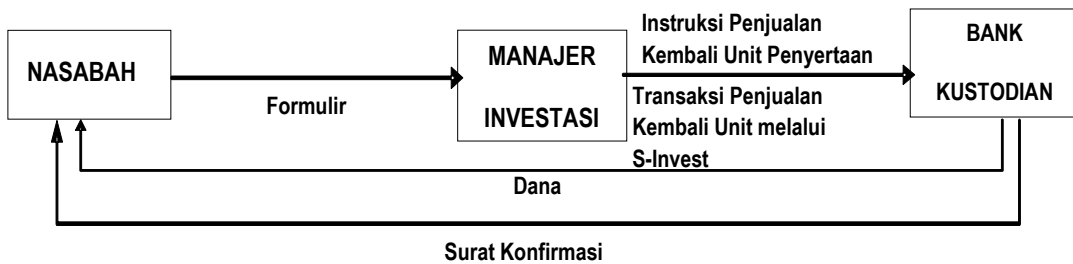 NASABAH
Formulir
MANAJER
INVESTASI
Instruksi Penjualan
Kembali Unit Penyertaan
Transaksi Penjualan
Kembali Unit melalui
S-Invest
BANK
KUSTODIAN
Dana
Surat Konfirmasi